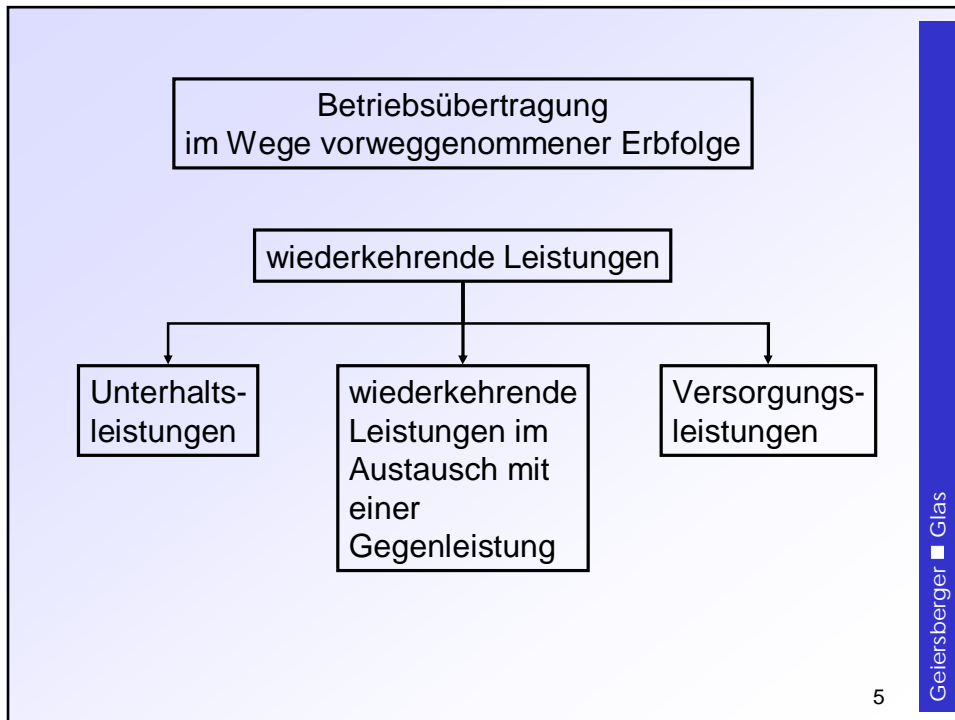 Betriebsübertragung
im Wege vorweggenommener Erbfolge
wiederkehrende Leistungen
Unterhalts-
leistungen
wiederkehrende
Leistungen im
Austausch mit
einer
Gegenleistung
Versorgungs-
leistungen
Geiersberger ■ Glas
5